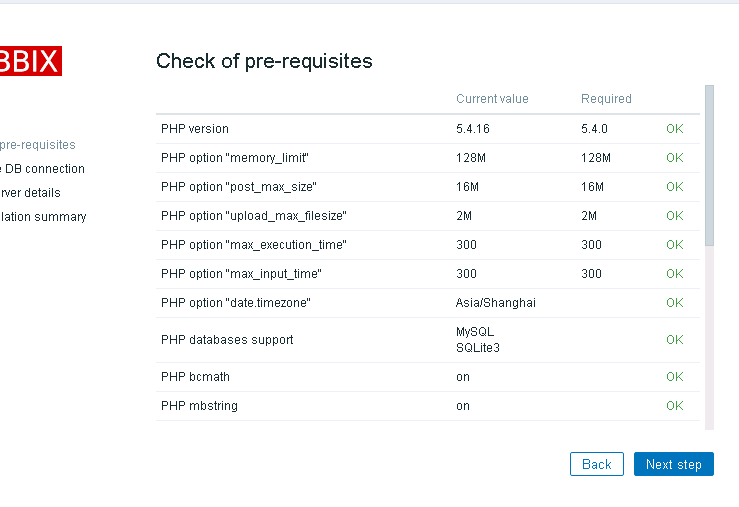 BBIX
Check of pre-requisites
Current value Required
PHP version 5.4.16 5.4.0 OK
pre-requisites
PHP option "memory_limit" 128M 128M OK
e DB connection
PHP option "post_max_size" 16M 16M OK
rver details
PHP option "upload_max_filesize" 2M 2M OK
lation summary
PHP option "max_execution_time" 300 300 OK
PHP option "max_input_time" 300 300 OK
PHP option "date.timezone" Asia/Shanghai OK
PHP databases support MySQL
SQLite3 OK
PHP bcmath on OK
PHP mbstring on OK
Back Next step